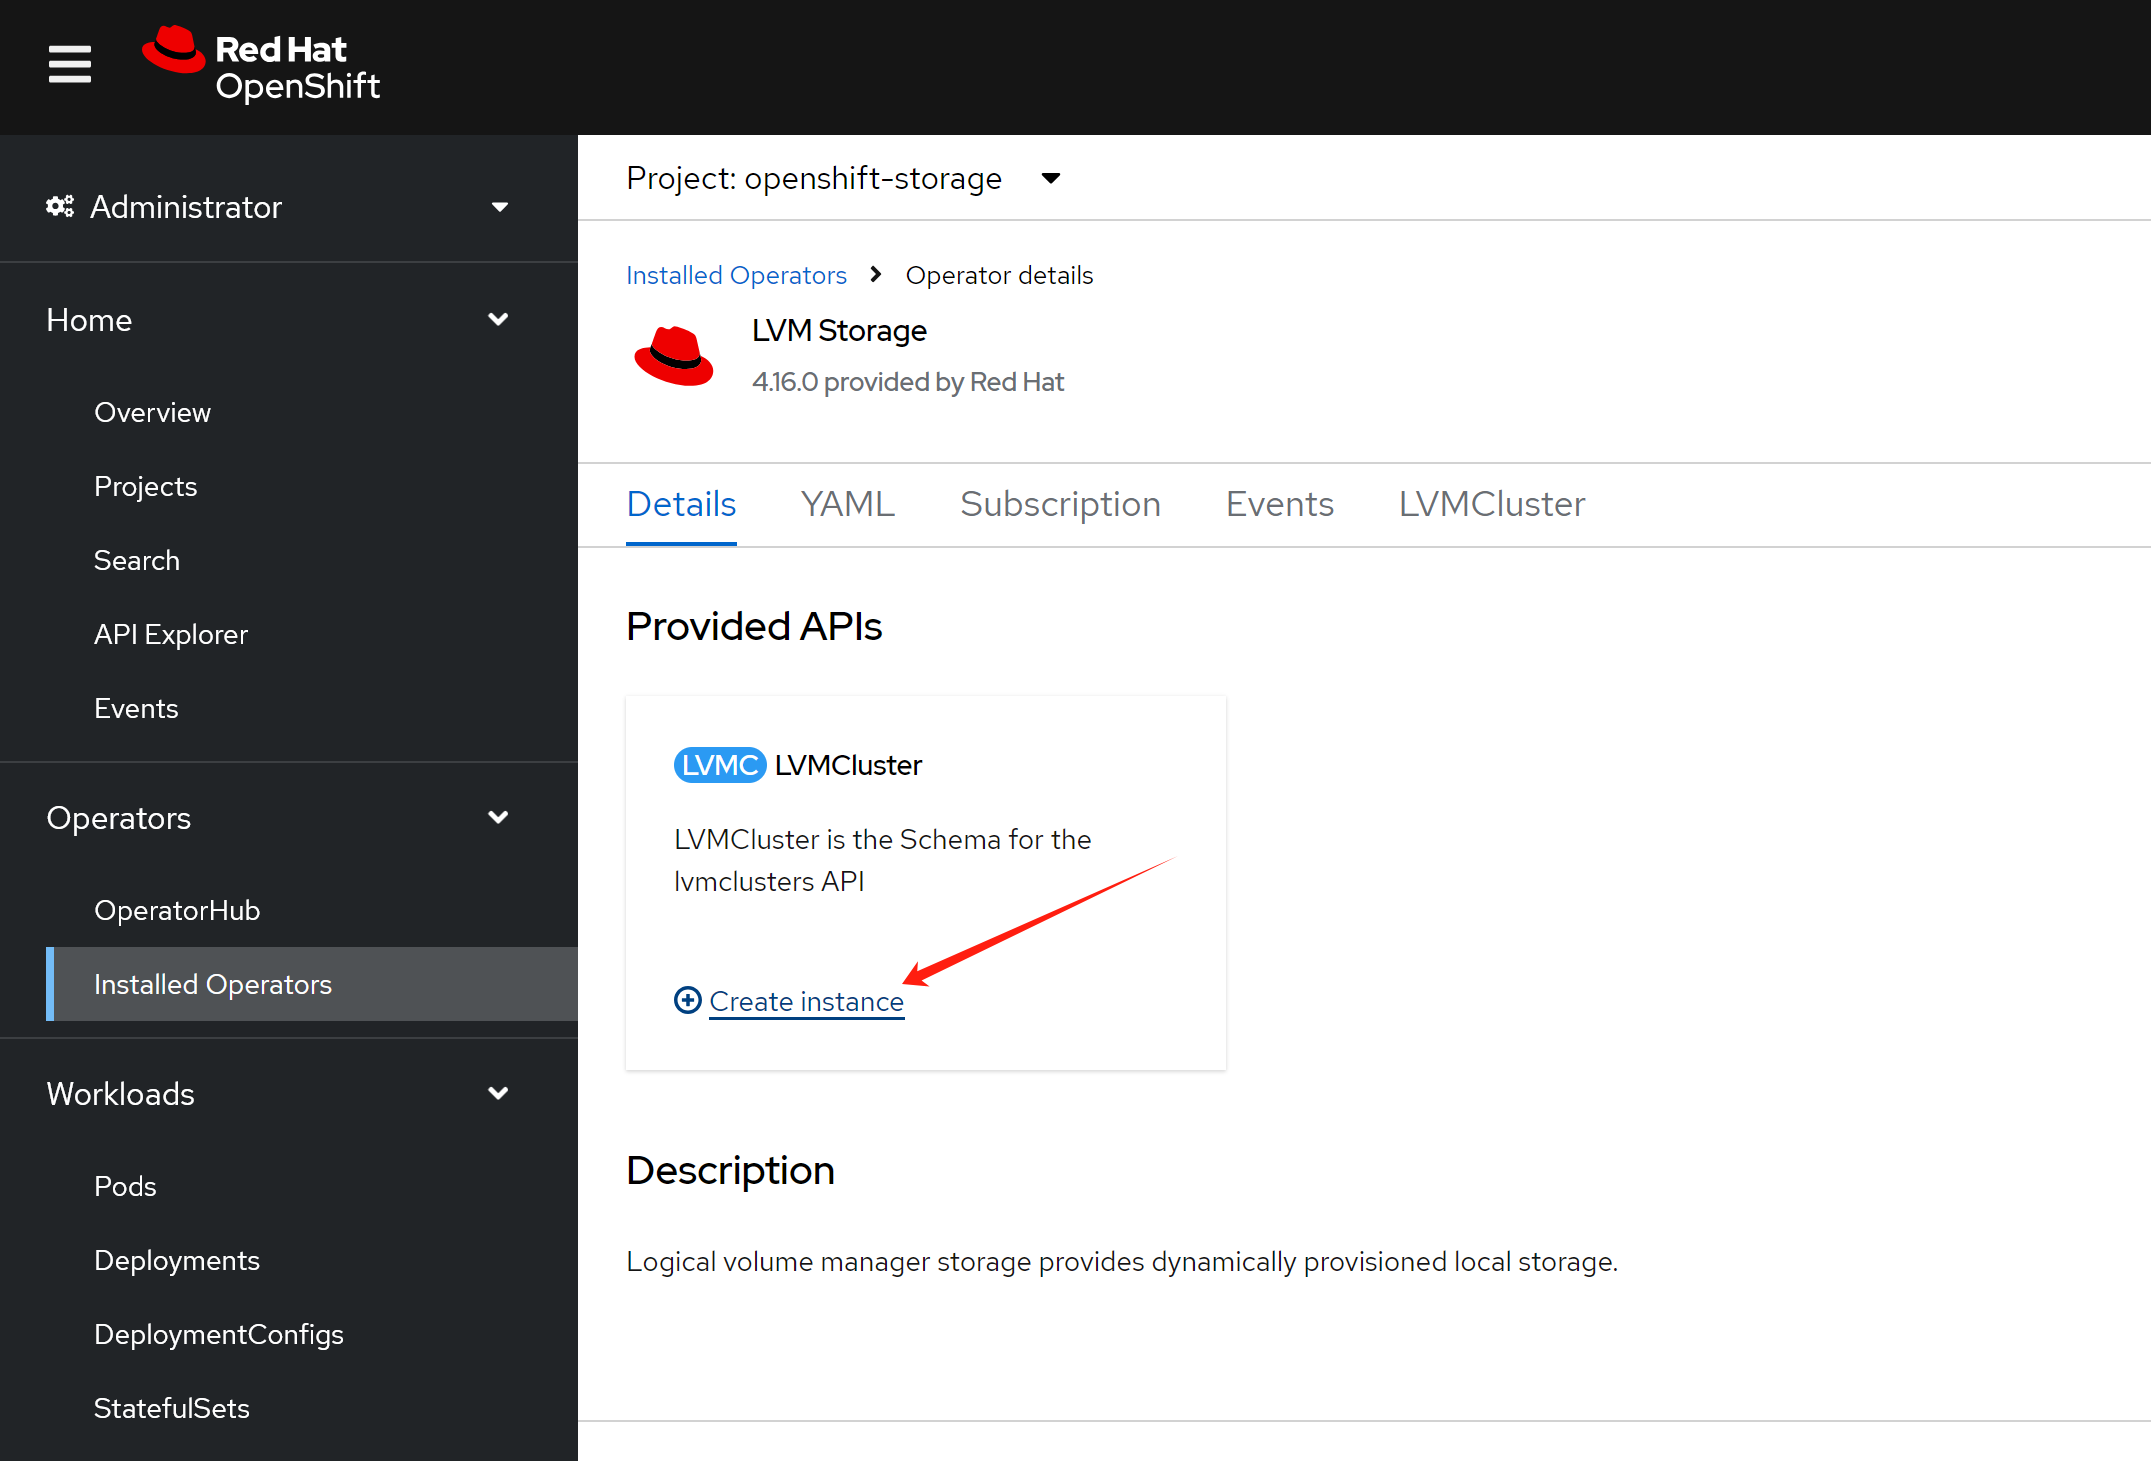 Red Hat
OpenShift
Administrator
Home
Overview
Projects
Search
API Explorer
Events
Operators
OperatorHub
Installed Operators
Workloads
Pods
Deployments
DeploymentConfigs
StatefulSets
Project: openshift-storage
Installed Operators > Operator details
LVM Storage
4.16.0 provided by Red Hat
Details YAML Subscription Events LVMCluster
Provided APIs
LVMC LVMCluster
LVMCluster is the Schema for the
lvmclusters API
Create instance
Description
Logical volume manager storage provides dynamically provisioned local storage.